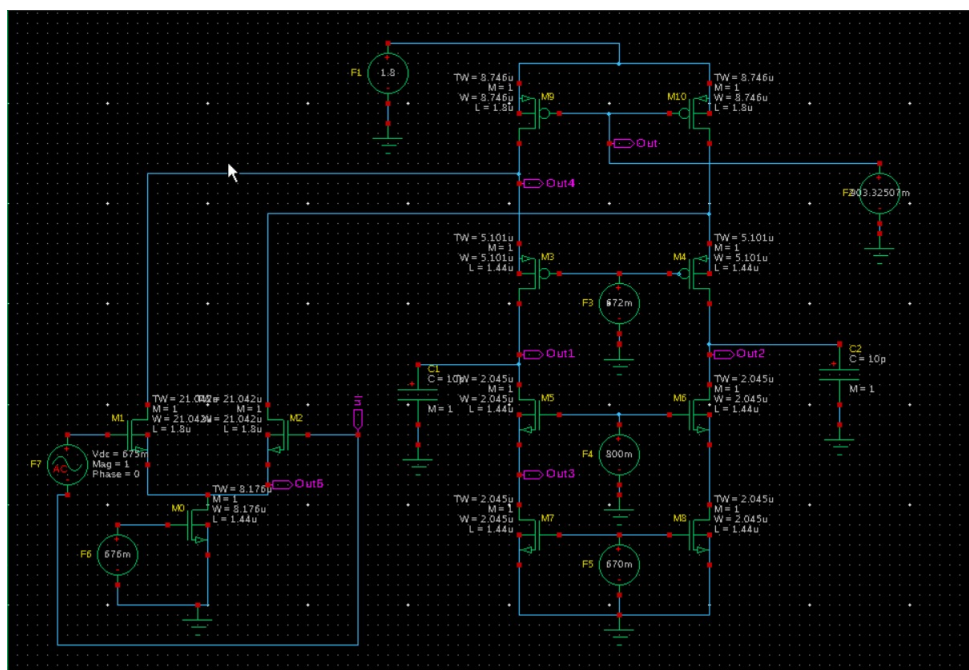 F1
1.8
TW = 8.746u
M = 1
W = 8.746u
L = 1.8u
M9
M10
TW = 8.746u
M = 1
W = 8.746u
L = 1.8u
Out
Out4
TW = 5.101u
M = 1
W = 5.101u
L = 1.44u
M3
M4
TW = 5.101u
M = 1
W = 5.101u
L = 1.44u
F3
672m
Out1
Out2
C1
M = 1
C2
C = 10p
M = 1
TW = 2.045u
M = 1
W = 2.045u
L = 1.44u
M5
M6
TW = 2.045u
M = 1
W = 2.045u
L = 1.44u
F4
800m
Out3
TW = 2.045u
M = 1
W = 2.045u
L = 1.44u
M7
M8
TW = 2.045u
M = 1
W = 2.045u
L = 1.44u
F5
670m
M = 1
L = 1.8u
M1
M = 1
W = 21.042u
L = 1.8u
M2
In
F7
AC
Mag = 1
Phase = 0
Out5
TW = 8.176u
M = 1
W = 8.176u
L = 1.44u
M0
F6
676m